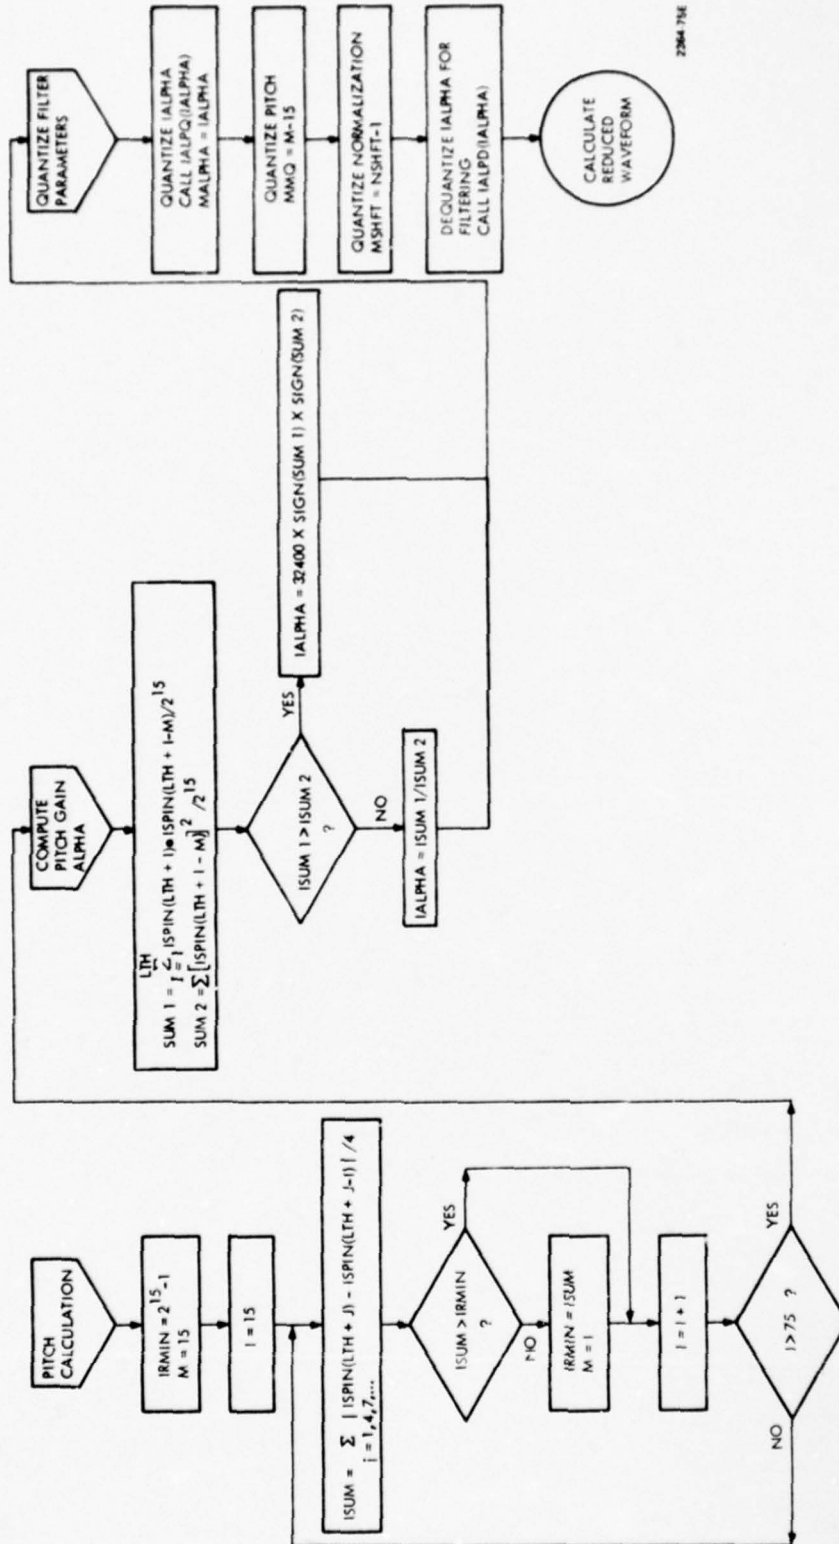 PITCH
CALCULATION
IRMIN = 2^15-1
M = 15
I = 15
ISUM = Σ | ISPIN(LTH + J) - ISPIN(LTH + J-I) | /4
j = 1,4,7,...
ISUM > IRMIN
?
YES
NO
IRMIN = ISUM
M = I
I = I + 1
I > 75 ?
YES
NO
COMPUTE
PITCH GAIN
ALPHA
LTH
SUM 1 = Σ ISPIN(LTH + I)●ISPIN(LTH + I-M)/2^15
I = 1
SUM 2 = Σ[ISPIN(LTH + I - M)]^2 /2^15
ISUM 1 > ISUM 2
?
YES
NO
IALPHA = 32400 X SIGN(SUM 1) X SIGN(SUM 2)
IALPHA = ISUM 1/ISUM 2
QUANTIZE FILTER
PARAMETERS
QUANTIZE IALPHA
CALL IALPQ(IALPHA)
MALPHA = IALPHA
QUANTIZE PITCH
MMQ = M-15
QUANTIZE NORMALIZATION
MSHFT = NSHFT-1
DEQUANTIZE IALPHA FOR
FILTERING
CALL IALPD(IALPHA)
CALCULATE
REDUCED
WAVEFORM
2264-75E